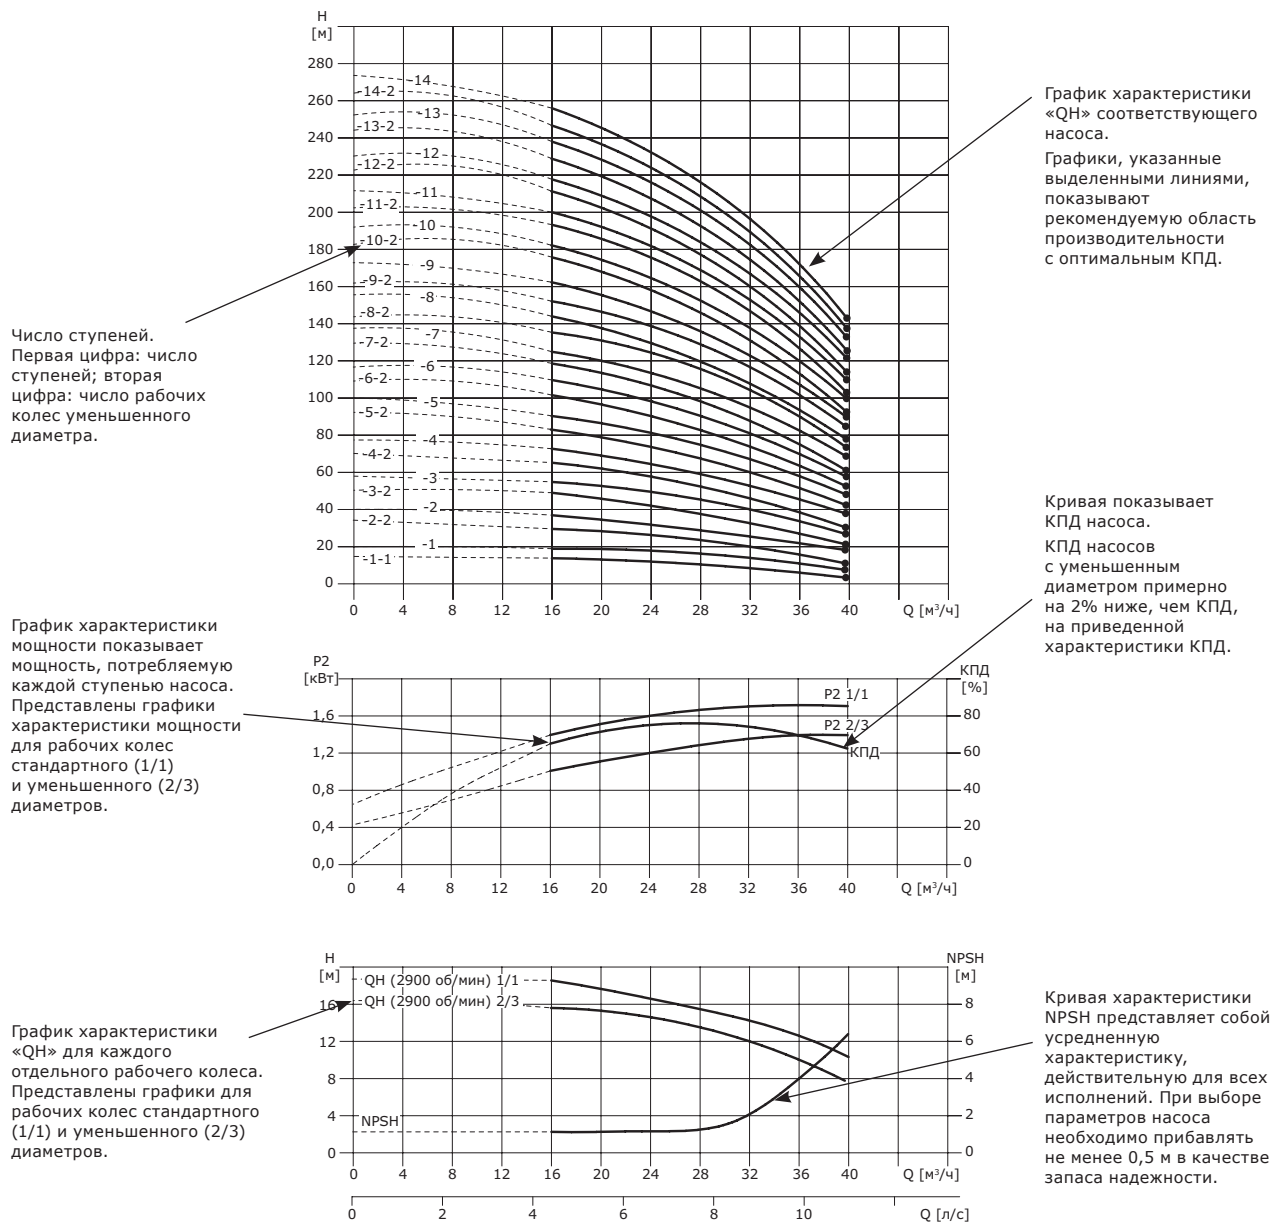 H
[м]
280
260
240
220
200
180
160
140
120
100
80
60
40
20
0
-14
-14-2
-13
-13-2
-12
-12-2
-11
-11-2
-10
-10-2
-9
-9-2
-8
-8-2
-7
-7-2
-6
-6-2
-5
-5-2
-4
-4-2
-3
-3-2
-2
-2-2
-1
-1-1
0 4 8 12 16 20 24 28 32 36 40 Q [м³/ч]
График характеристики
«QH» соответствующего
насоса.
Графики, указанные
выделенными линиями,
показывают
рекомендуемую область
производительности
с оптимальным КПД.
Число ступеней.
Первая цифра: число
ступеней; вторая
цифра: число рабочих
колес уменьшенного
диаметра.
Кривая показывает
КПД насоса.
КПД насосов
с уменьшенным
диаметром примерно
на 2% ниже, чем КПД,
на приведенной
характеристики КПД.
График характеристики
мощности показывает
мощность, потребляемую
каждой ступенью насоса.
Представлены графики
характеристики мощности
для рабочих колес
стандартного (1/1)
и уменьшенного (2/3)
диаметров.
P2
[кВт]
1,6
1,2
0,8
0,4
0,0
КПД
[%]
80
60
40
20
0
P2 1/1
P2 2/3
КПД
0 4 8 12 16 20 24 28 32 36 40 Q [м³/ч]
График характеристики
«QH» для каждого
отдельного рабочего колеса.
Представлены графики для
рабочих колес стандартного
(1/1) и уменьшенного (2/3)
диаметров.
H
[м]
16
12
8
4
0
QH (2900 об/мин) 1/1
QH (2900 об/мин) 2/3
NPSH
NPSH
[м]
8
6
4
2
0
0 4 8 12 16 20 24 28 32 36 40 Q [м³/ч]
0 2 4 6 8 10 Q [л/с]
Кривая характеристики
NPSH представляет собой
усредненную
характеристику,
действительную для всех
исполнений. При выборе
параметров насоса
необходимо прибавлять
не менее 0,5 м в качестве
запаса надежности.